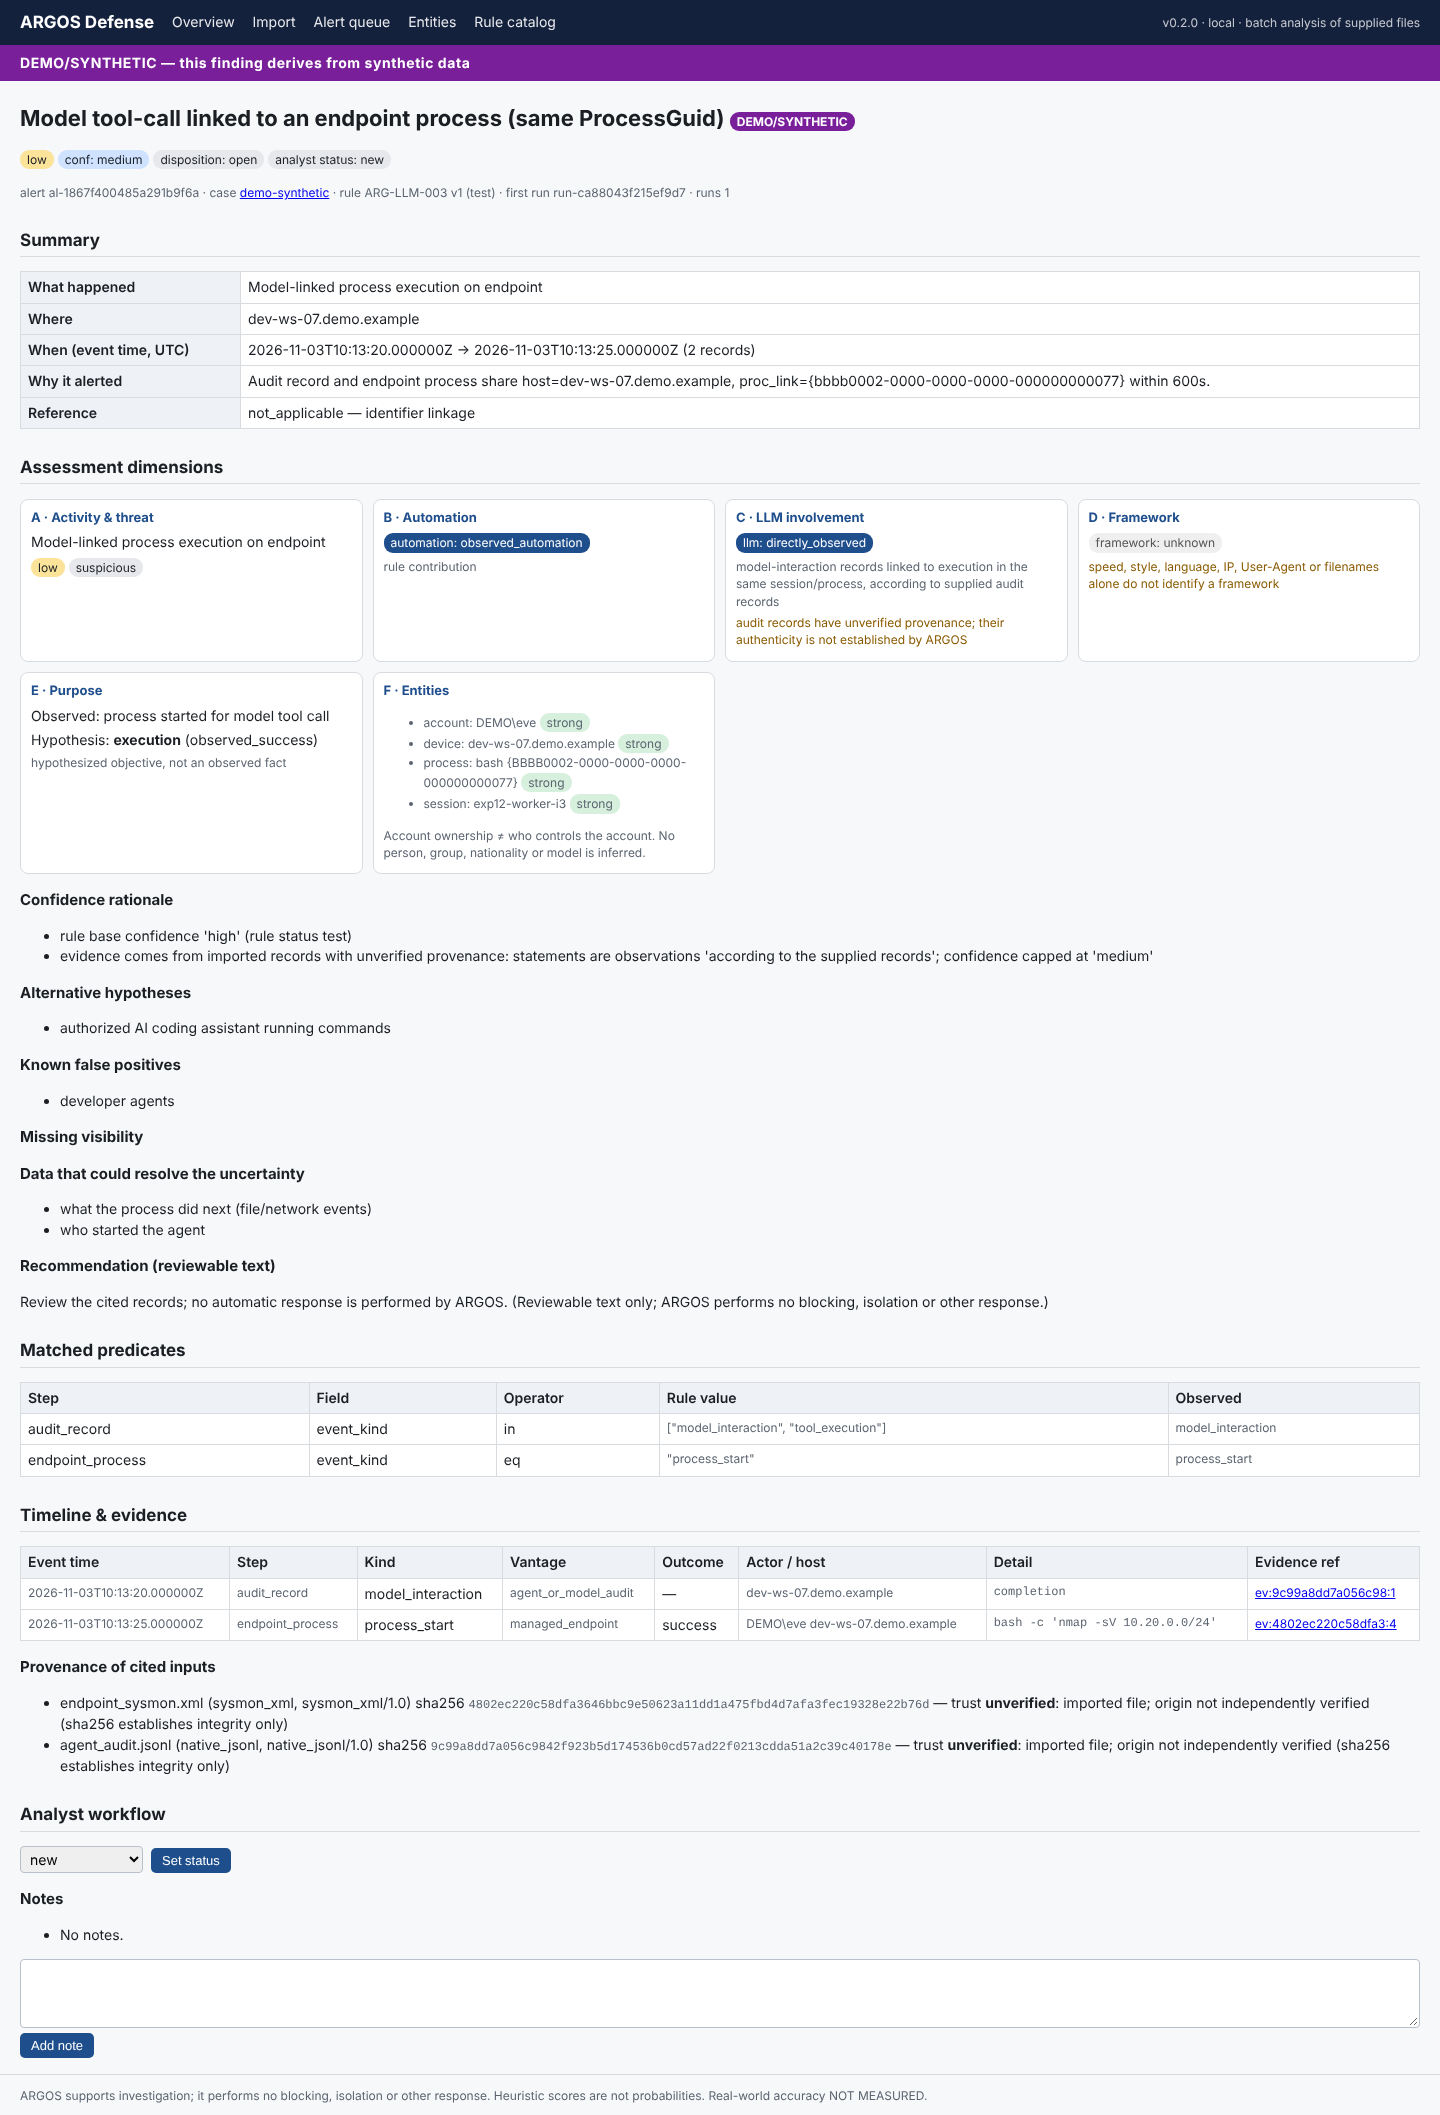 ARGOS Defense Overview Import Alert queue Entities Rule catalog v0.2.0 · local · batch analysis of supplied files
DEMO/SYNTHETIC — this finding derives from synthetic data
Model tool-call linked to an endpoint process (same ProcessGuid) DEMO/SYNTHETIC
low conf: medium disposition: open analyst status: new
alert al-1867f400485a291b9f6a · case demo-synthetic · rule ARG-LLM-003 v1 (test) · first run run-ca88043f215ef9d7 · runs 1
Summary
What happened Model-linked process execution on endpoint
Where dev-ws-07.demo.example
When (event time, UTC) 2026-11-03T10:13:20.000000Z → 2026-11-03T10:13:25.000000Z (2 records)
Why it alerted Audit record and endpoint process share host=dev-ws-07.demo.example, proc_link={bbbb0002-0000-0000-0000-000000000077} within 600s.
Reference not_applicable — identifier linkage
Assessment dimensions
A · Activity & threat
Model-linked process execution on endpoint
low suspicious
B · Automation
automation: observed_automation
rule contribution
C · LLM involvement
llm: directly_observed
model-interaction records linked to execution in the
same session/process, according to supplied audit
records
audit records have unverified provenance; their
authenticity is not established by ARGOS
D · Framework
framework: unknown
speed, style, language, IP, User-Agent or filenames
alone do not identify a framework
E · Purpose
Observed: process started for model tool call
Hypothesis: execution (observed_success)
hypothesized objective, not an observed fact
F · Entities
• account: DEMO\eve strong
• device: dev-ws-07.demo.example strong
• process: bash {BBBB0002-0000-0000-0000-
000000000077} strong
• session: exp12-worker-i3 strong
Account ownership ≠ who controls the account. No
person, group, nationality or model is inferred.
Confidence rationale
• rule base confidence 'high' (rule status test)
• evidence comes from imported records with unverified provenance: statements are observations 'according to the supplied records'; confidence capped at 'medium'
Alternative hypotheses
• authorized AI coding assistant running commands
Known false positives
• developer agents
Missing visibility
Data that could resolve the uncertainty
• what the process did next (file/network events)
• who started the agent
Recommendation (reviewable text)
Review the cited records; no automatic response is performed by ARGOS. (Reviewable text only; ARGOS performs no blocking, isolation or other response.)
Matched predicates
Step Field Operator Rule value Observed
audit_record event_kind in ["model_interaction", "tool_execution"] model_interaction
endpoint_process event_kind eq "process_start" process_start
Timeline & evidence
Event time Step Kind Vantage Outcome Actor / host Detail Evidence ref
2026-11-03T10:13:20.000000Z audit_record model_interaction agent_or_model_audit — dev-ws-07.demo.example completion ev:9c99a8dd7a056c98:1
2026-11-03T10:13:25.000000Z endpoint_process process_start managed_endpoint success DEMO\eve dev-ws-07.demo.example bash -c 'nmap -sV 10.20.0.0/24' ev:4802ec220c58dfa3:4
Provenance of cited inputs
• endpoint_sysmon.xml (sysmon_xml, sysmon_xml/1.0) sha256 4802ec220c58dfa3646bbc9e50623a11dd1a475fbd4d7afa3fec19328e22b76d — trust unverified: imported file; origin not independently verified
(sha256 establishes integrity only)
• agent_audit.jsonl (native_jsonl, native_jsonl/1.0) sha256 9c99a8dd7a056c9842f923b5d174536b0cd57ad22f0213cdda51a2c39c40178e — trust unverified: imported file; origin not independently verified (sha256
establishes integrity only)
Analyst workflow
new Set status
Notes
• No notes.
Add note
ARGOS supports investigation; it performs no blocking, isolation or other response. Heuristic scores are not probabilities. Real-world accuracy NOT MEASURED.